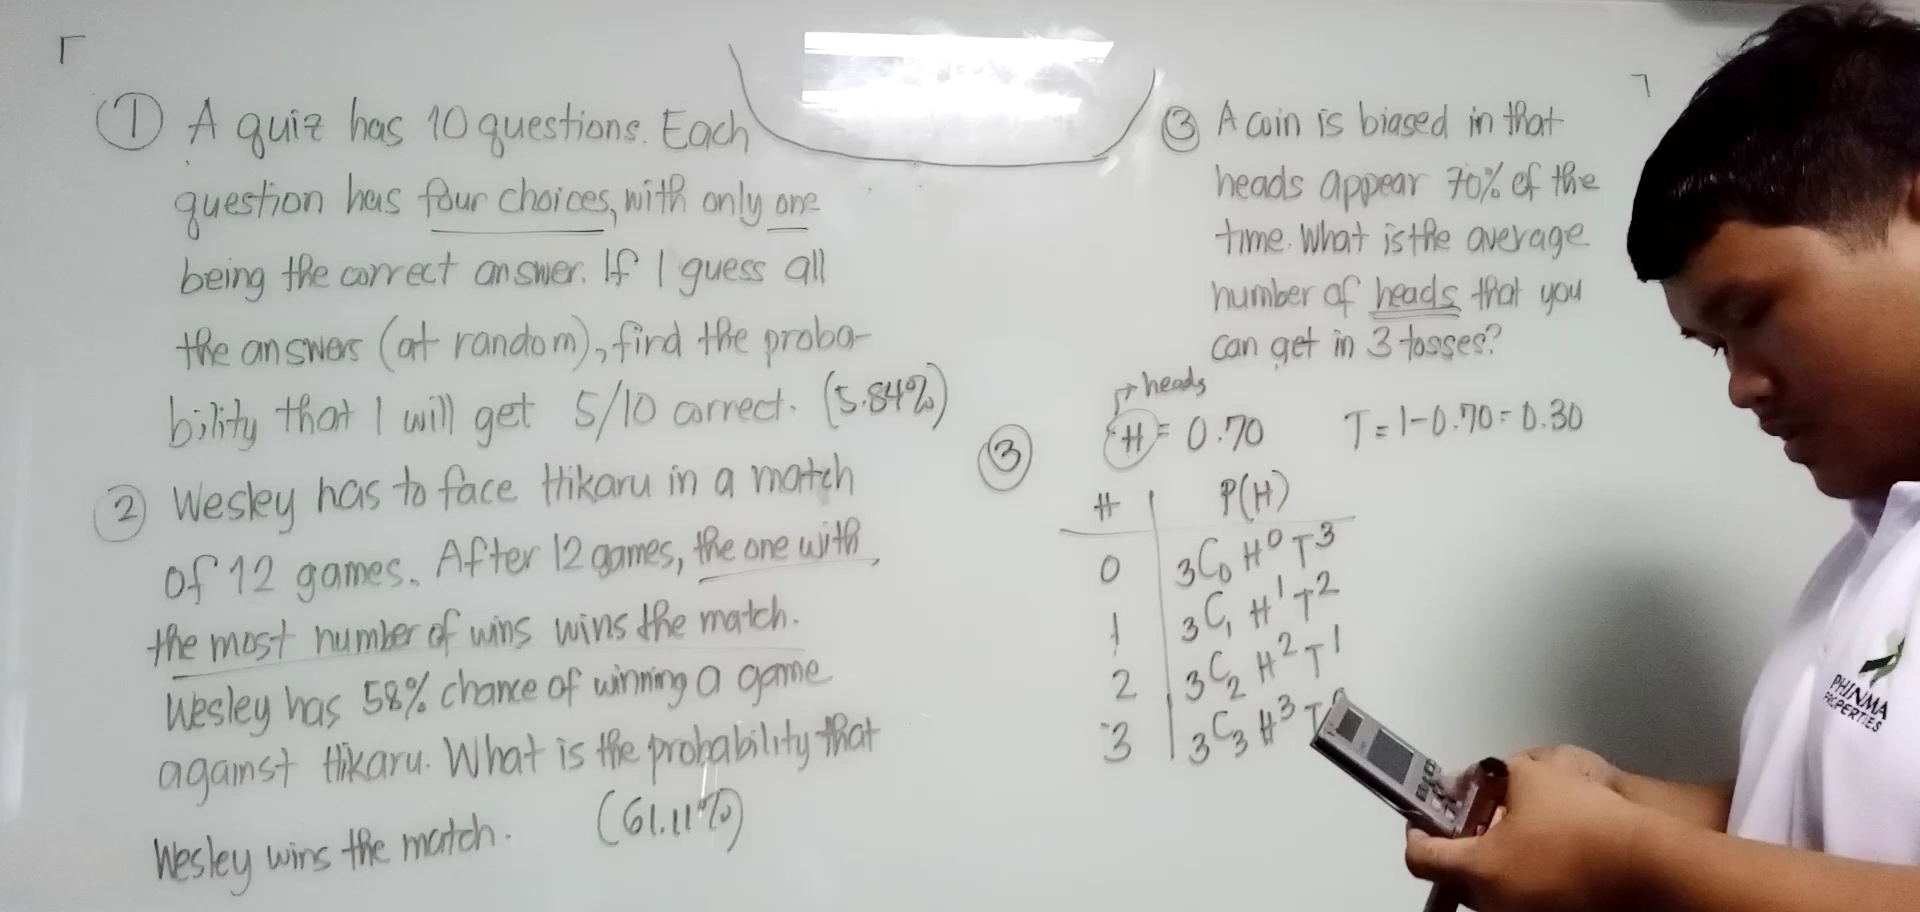 ① A quiz has 10 questions. Each
question has four choices, with only one
being the correct answer. If I guess all
the answers (at random), find the proba-
bility that I will get 5/10 correct. (5.84%)
② Wesley has to face Hikaru in a match
of 12 games. After 12 games, the one with
the most number of wins wins the match.
Wesley has 58% chance of winning a game
against Hikaru. What is the probability that
Wesley wins the match. (61.11%)
③ A coin is biased in that
heads appear 70% of the
time. What is the average
number of heads that you
can get in 3 tosses?
→ heads
③ H = 0.70 T = 1-0.70 = 0.30
H P(H)
0 3C0 H⁰ T³
1 3C1 H¹ T²
2 3C2 H² T¹
3 3C3 H³ T
PHINMA
PROPERTIES